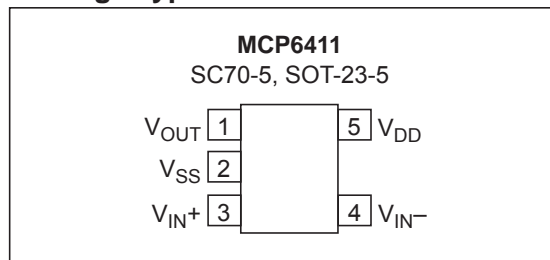 MCP6411
SC70-5, SOT-23-5
VOUT 1 5 VDD
VSS 2
VIN+ 3 4 VIN–